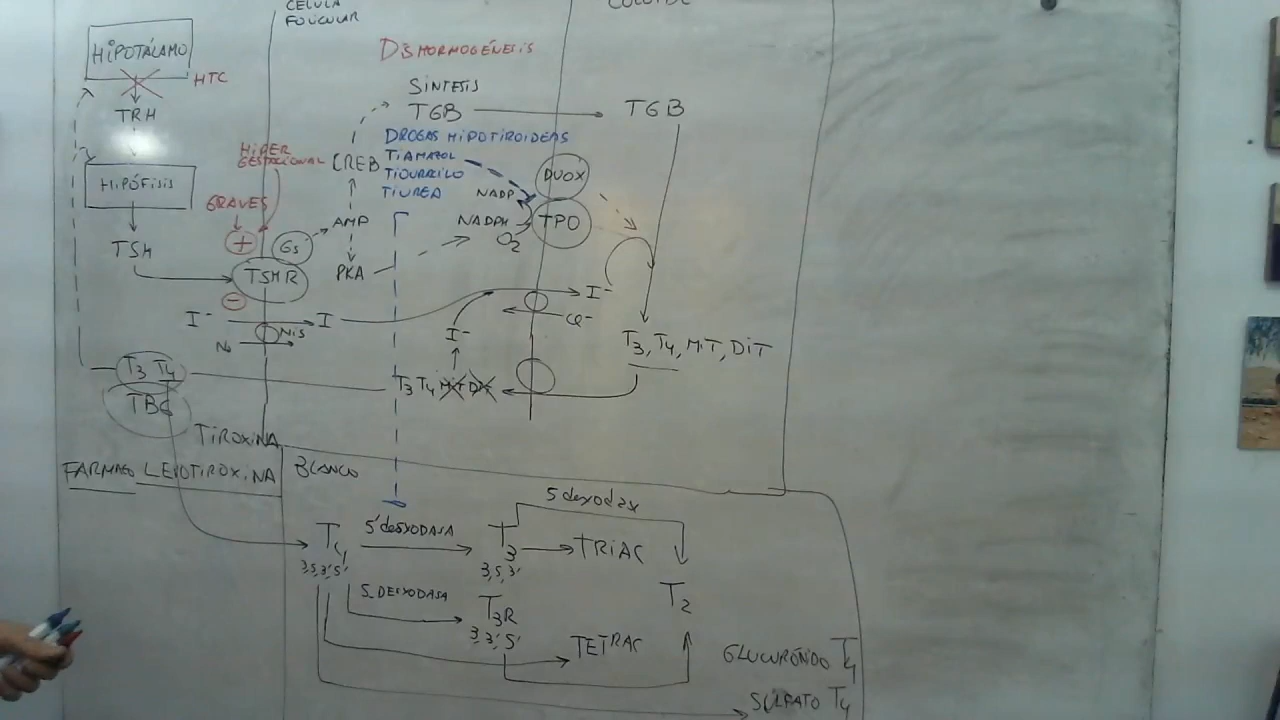 CELULA
FOLICULAR
HIPOTÁLAMO
HTC
TRH
HIPÓFISIS
TSH
DISHORMOGÉNESIS
SINTESIS
TGB
TGB
DROGAS HIPOTIROIDEAS
TIAMAZOL
TIOURACILO
TIUREA
HIPER
GESTACIONAL
GRAVES
+
CREB
AMP
PKA
Gs
TSHR
−
NADP
NADPH
O2
DUOX
TPO
I-
NIS
I
I-
Cl-
I-
Na
T3, T4, MIT, DIT
T3 T4
T3 T4
TBG
TIROXINA
FARMACO LEVOTIROXINA
BLANCO
T4
3,5,3',5'
5'desyodasa
T3
3,5,3'
5 desyodasa
TRIAC
5 DESYODASA
T3R
3,3',5'
T2
TETRAC
GLUCURÓNIDO T4
SULFATO T4